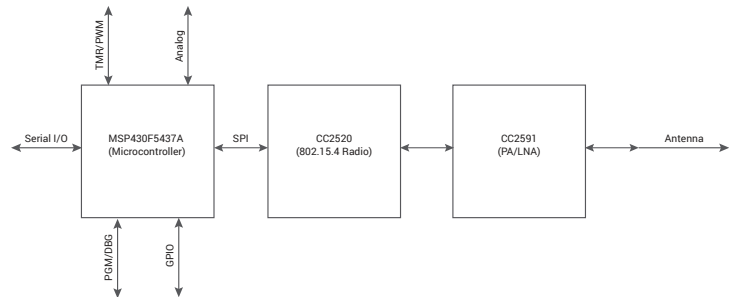 TMR/PWM
Analog
Serial I/O
MSP430F5437A
(Microcontroller)
SPI
CC2520
(802.15.4 Radio)
CC2591
(PA/LNA)
Antenna
PGM/DBG
GPIO